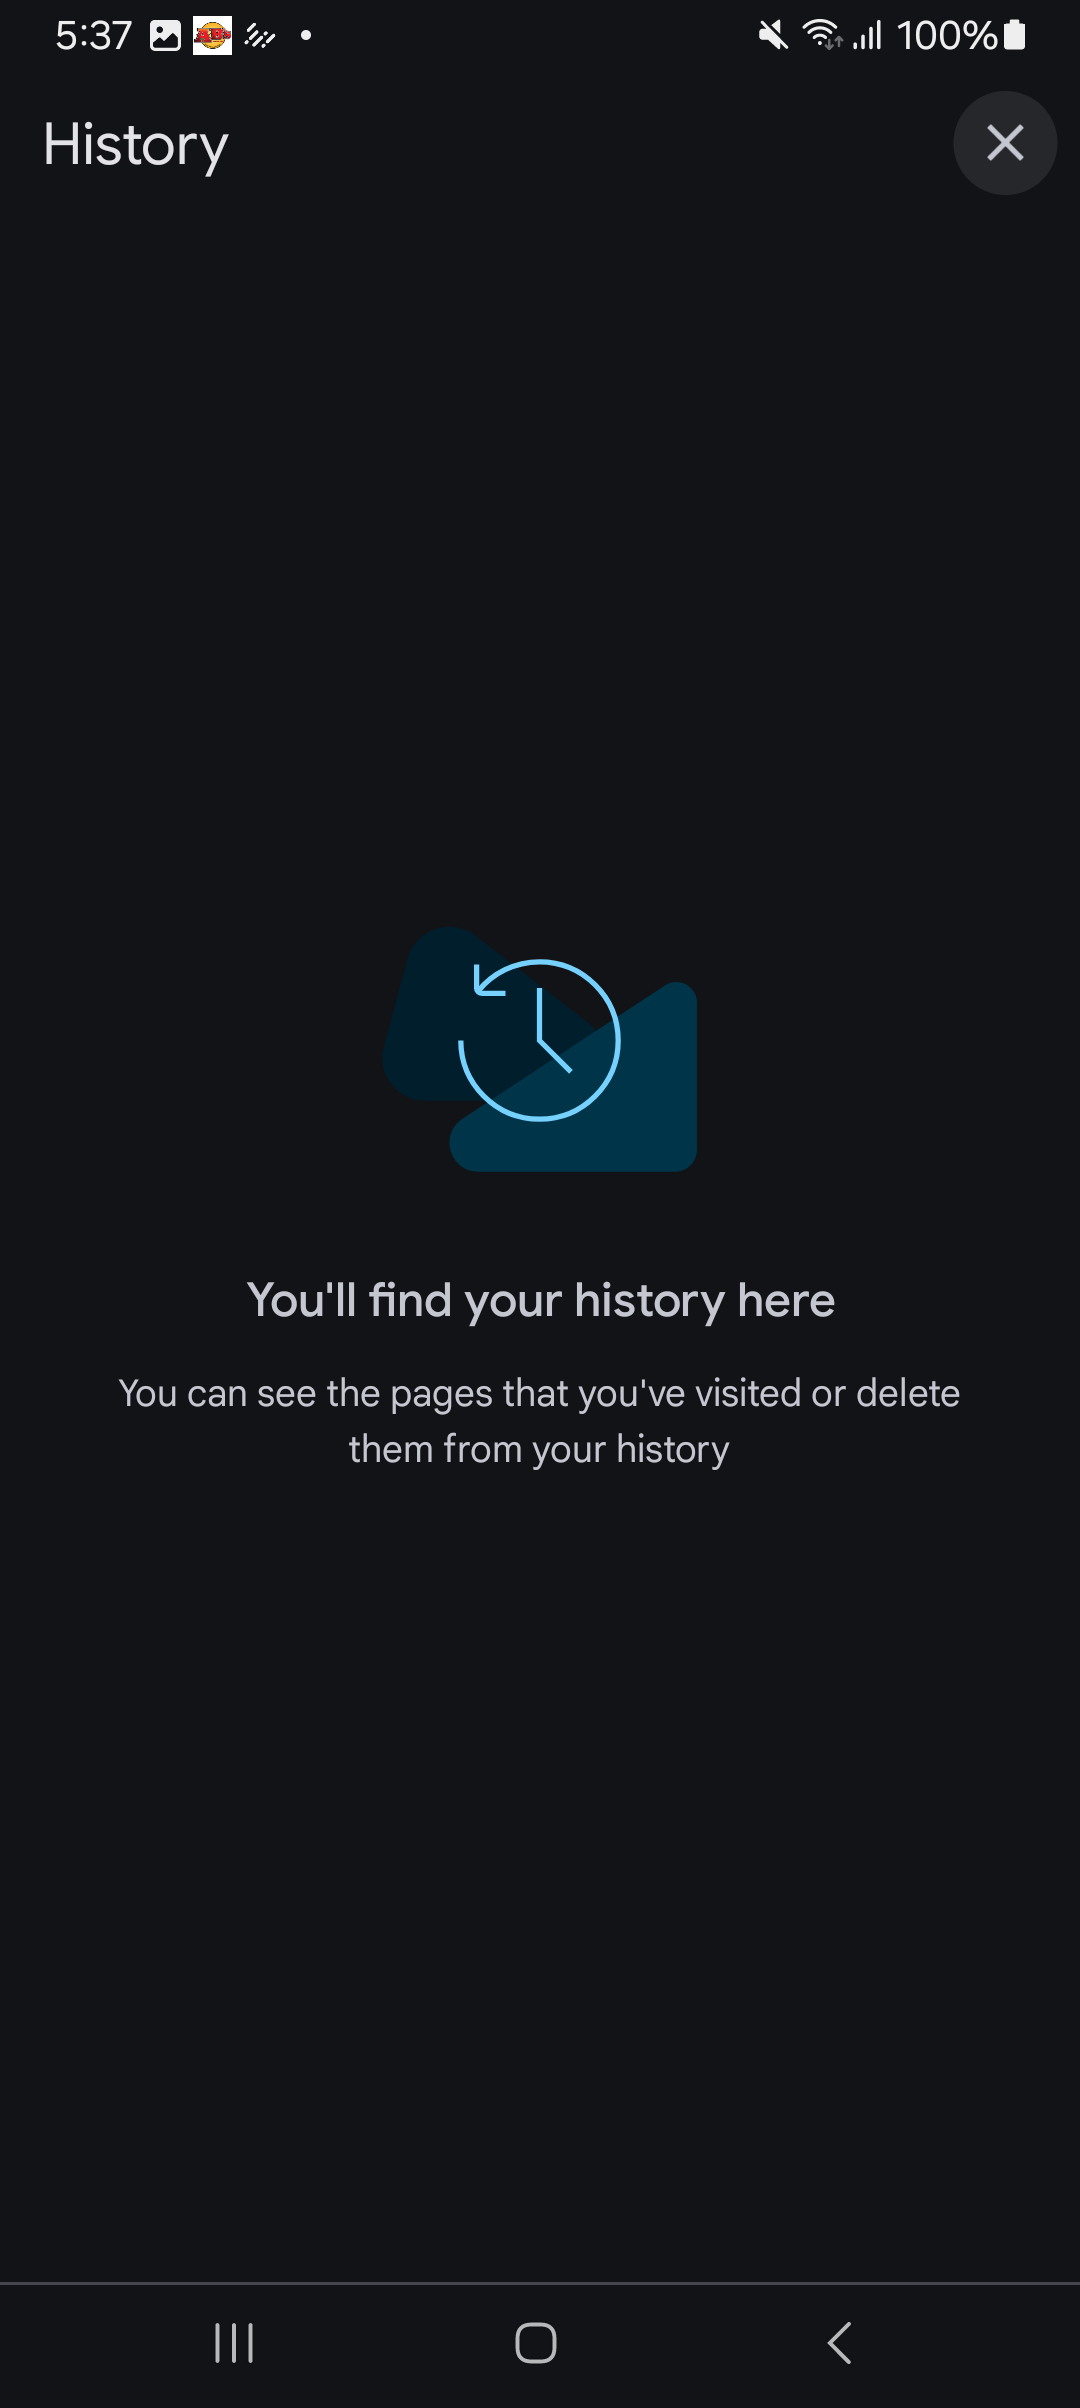 5:37
100%
History
You'll find your history here
You can see the pages that you've visited or delete
them from your history